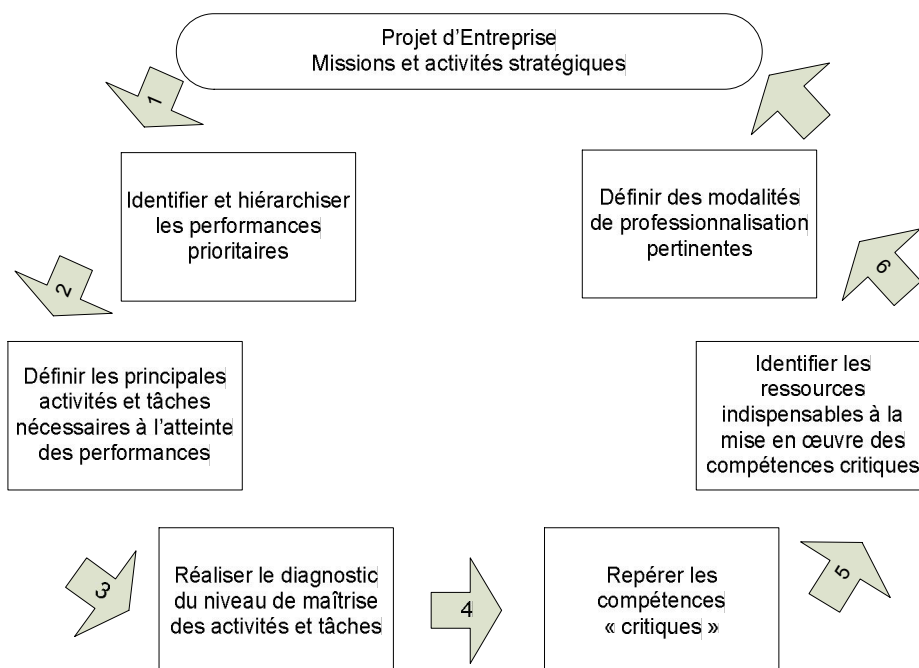 Projet d’Entreprise
Missions et activités stratégiques
1
Identifier et hiérarchiser
les performances
prioritaires
2
Définir les principales
activités et tâches
nécessaires à l’atteinte
des performances
3
Réaliser le diagnostic
du niveau de maîtrise
des activités et tâches
4
Repérer les
compétences
« critiques »
5
Identifier les
ressources
indispensables à la
mise en œuvre des
compétences critiques
6
Définir des modalités
de professionnalisation
pertinentes